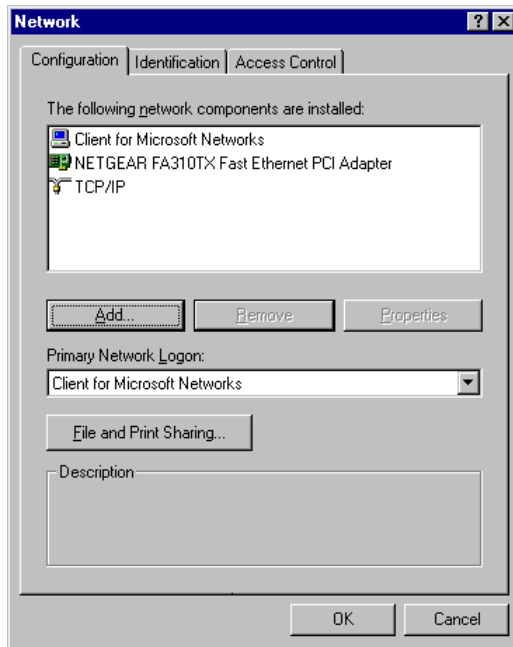 Network
Configuration Identification Access Control
The following network components are installed:
Client for Microsoft Networks
NETGEAR FA310TX Fast Ethernet PCI Adapter
TCP/IP
Add... Remove Properties
Primary Network Logon:
Client for Microsoft Networks
File and Print Sharing...
Description
OK Cancel